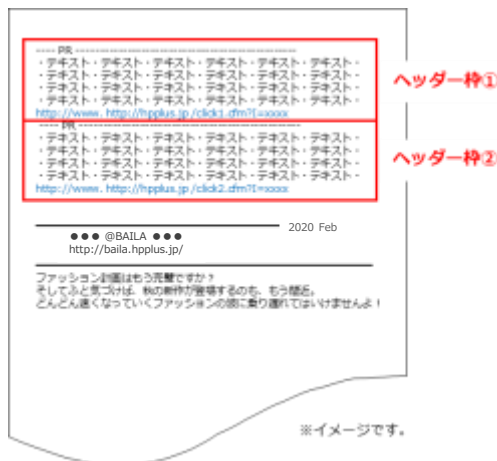 ---- PR ----------------------------------------------
・テキスト・テキスト・テキスト・テキスト・テキスト・テキスト・
・テキスト・テキスト・テキスト・テキスト・テキスト・テキスト・
・テキスト・テキスト・テキスト・テキスト・テキスト・テキスト・
・テキスト・テキスト・テキスト・テキスト・テキスト・テキスト・
http://www. http://hpplus.jp/click1.cfm?I=xxxx
ヘッダー枠①
---- PR ----------------------------------------------
・テキスト・テキスト・テキスト・テキスト・テキスト・テキスト・
・テキスト・テキスト・テキスト・テキスト・テキスト・テキスト・
・テキスト・テキスト・テキスト・テキスト・テキスト・テキスト・
・テキスト・テキスト・テキスト・テキスト・テキスト・テキスト・
http://www. http://hpplus.jp/click2.cfm?I=xxxx
ヘッダー枠②
2020 Feb
●●● @BAILA ●●●
http://baila.hpplus.jp/
ファッション計画はもう完璧ですか？
そしてふと気づけば、秋の新作が登場するのも、もう間近。
どんどん速くなっていくファッションの波に乗り遅れてはいけませんよ！
※イメージです。